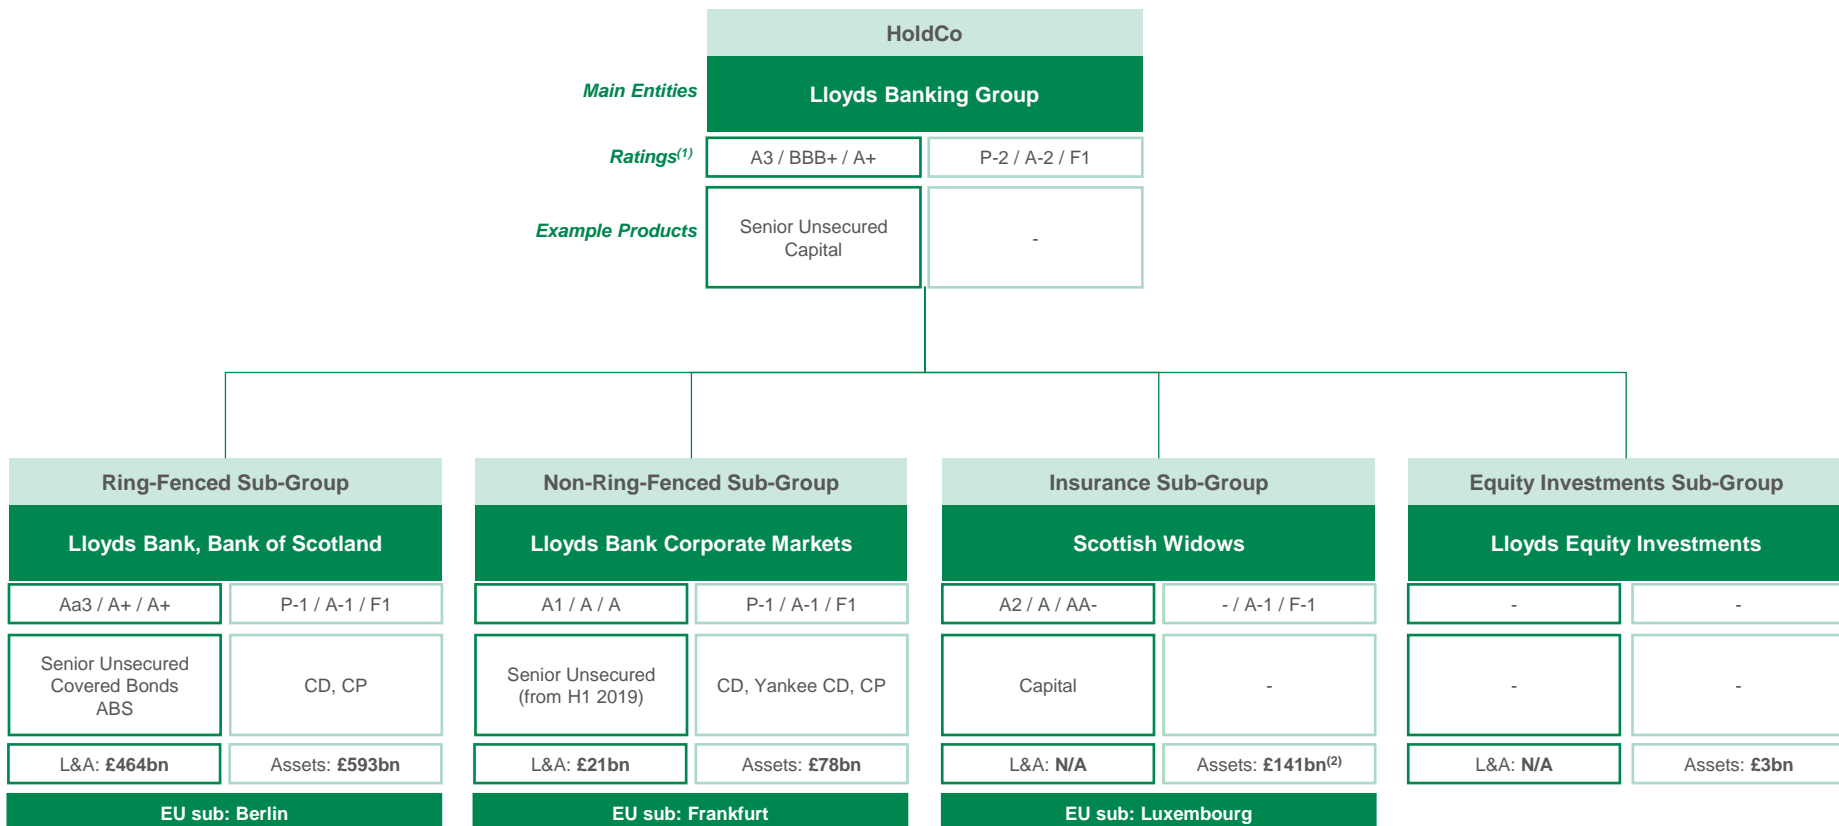 HoldCo
Main Entities
Lloyds Banking Group
Ratings(1)
A3 / BBB+ / A+
P-2 / A-2 / F1
Example Products
Senior Unsecured
Capital
-
Ring-Fenced Sub-Group
Lloyds Bank, Bank of Scotland
Aa3 / A+ / A+
P-1 / A-1 / F1
Senior Unsecured
Covered Bonds
ABS
CD, CP
L&A: £464bn
Assets: £593bn
EU sub: Berlin
Non-Ring-Fenced Sub-Group
Lloyds Bank Corporate Markets
A1 / A / A
P-1 / A-1 / F1
Senior Unsecured
(from H1 2019)
CD, Yankee CD, CP
L&A: £21bn
Assets: £78bn
EU sub: Frankfurt
Insurance Sub-Group
Scottish Widows
A2 / A / AA-
- / A-1 / F-1
Capital
-
L&A: N/A
Assets: £141bn(2)
EU sub: Luxembourg
Equity Investments Sub-Group
Lloyds Equity Investments
-
-
-
-
L&A: N/A
Assets: £3bn